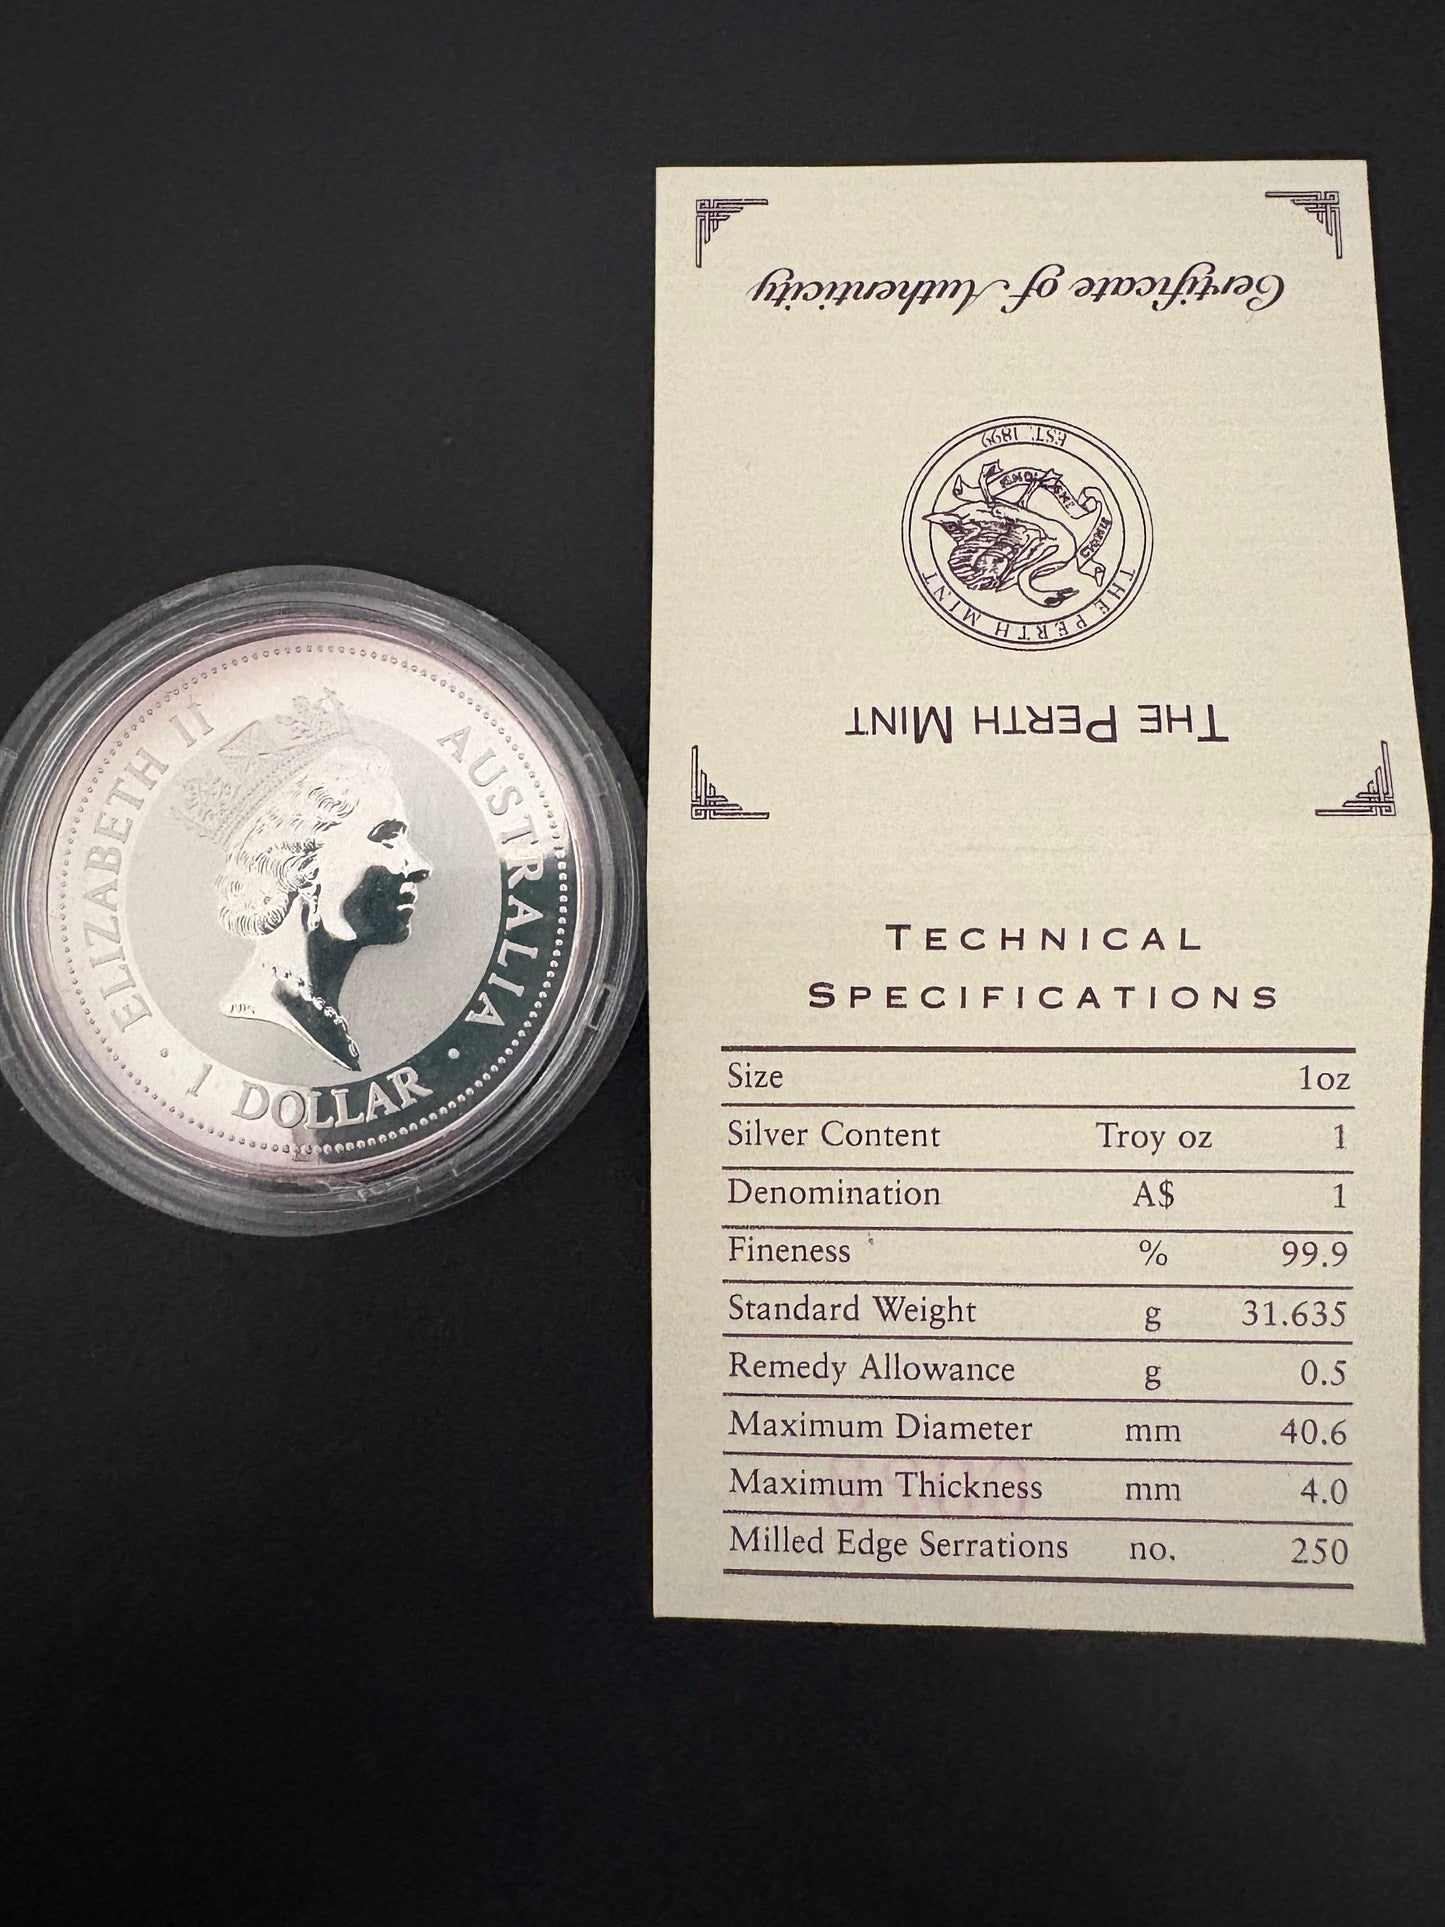 ELIZABETH II
AUSTRALIA
1 DOLLAR
RDM
Certificate of Authenticity
EST. 1899
THE PERTH MINT
THE PERTH MINT
TECHNICAL
SPECIFICATIONS
Size 1oz
Silver Content Troy oz 1
Denomination A$ 1
Fineness % 99.9
Standard Weight g 31.635
Remedy Allowance g 0.5
Maximum Diameter mm 40.6
Maximum Thickness mm 4.0
Milled Edge Serrations no. 250